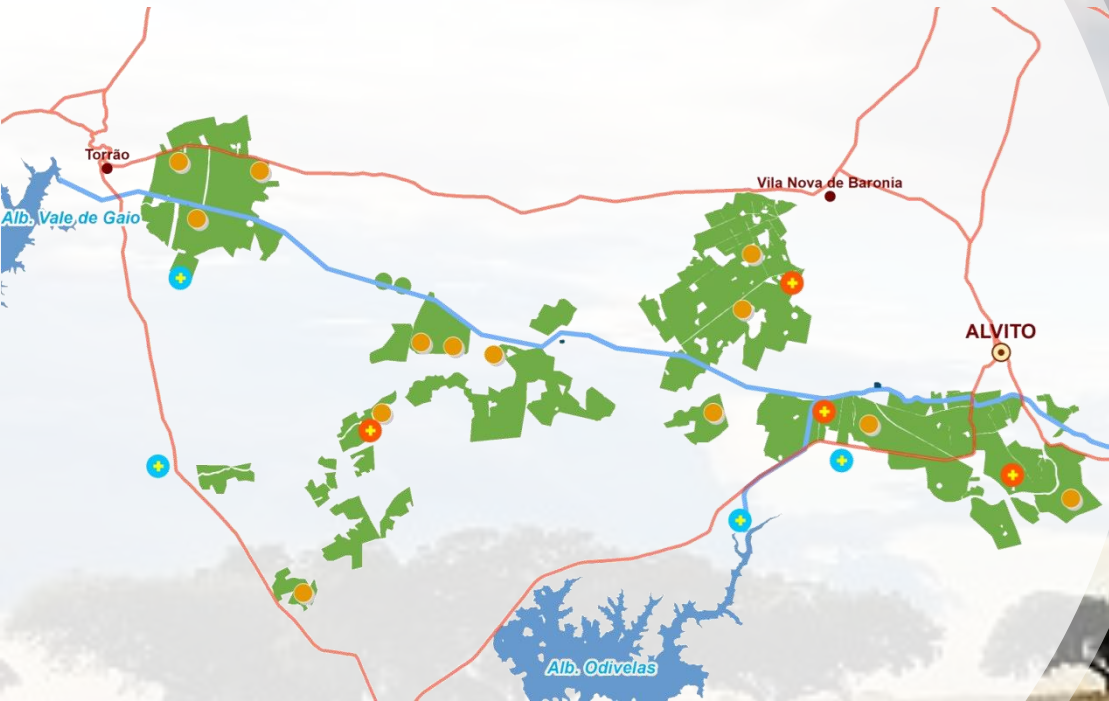 Torrão
Vila Nova de Baronia
Alb. Vale de Gaio
ALVITO
Alb. Odivelas